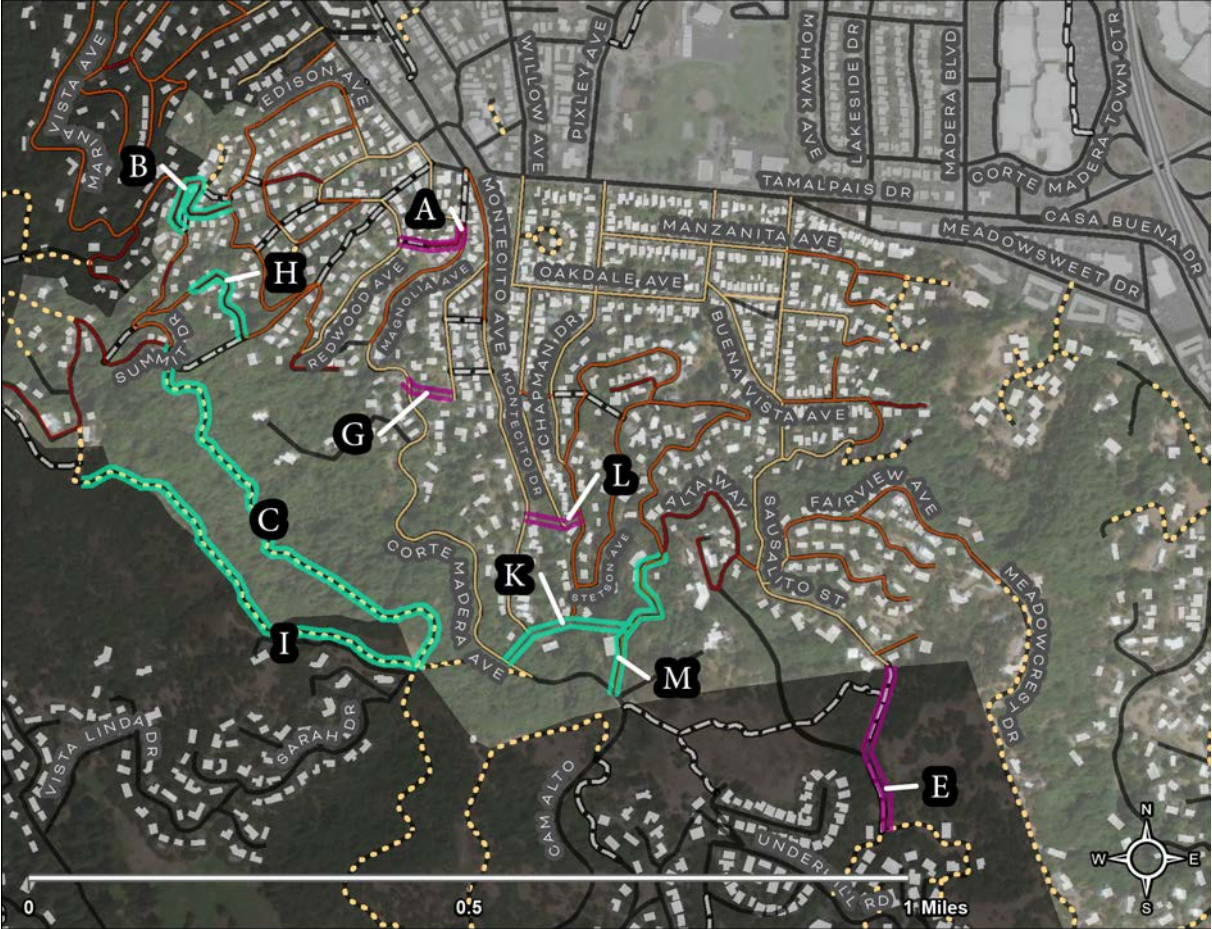 VISTA AVE
MARINA
EDISON AVE
WILLOW AVE
PIXLEY AVE
MOHAWK AVE
LAKESIDE DR
MADERA BLVD
CORTE MADERA TOWN CTR
B
A
TAMALPAIS DR
CASA BUENA DR
MEADOWSWEET DR
MONTECITO AVE
MANZANITA AVE
OAKDALE AVE
H
REDWOOD AVE
MAGNOLIA AVE
SUMMIT DR
CHAPMAN DR
BUENA VISTA AVE
MONTECITO DR
G
L
ALTA WAY
FAIRVIEW AVE
C
SAUSALITO ST
CORTE MADERA AVE
K
STETSON AVE
MEADOWCREST DR
I
M
VISTA LINDA DR
SARAH DR
CAM ALTO
E
UNDERHILL RD
N
W
E
S
0
0.5
1 Miles